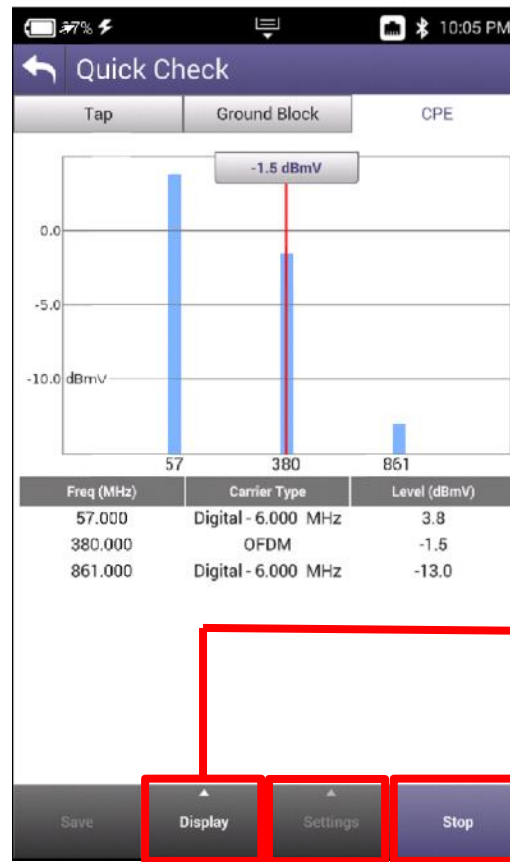 37% 10:05 PM
Quick Check
Tap Ground Block CPE
-1.5 dBmV
0.0
-5.0
-10.0 dBmV
57 380 861
Freq (MHz) Carrier Type Level (dBmV)
57.000 Digital - 6.000 MHz 3.8
380.000 OFDM -1.5
861.000 Digital - 6.000 MHz -13.0
Save Display Settings Stop